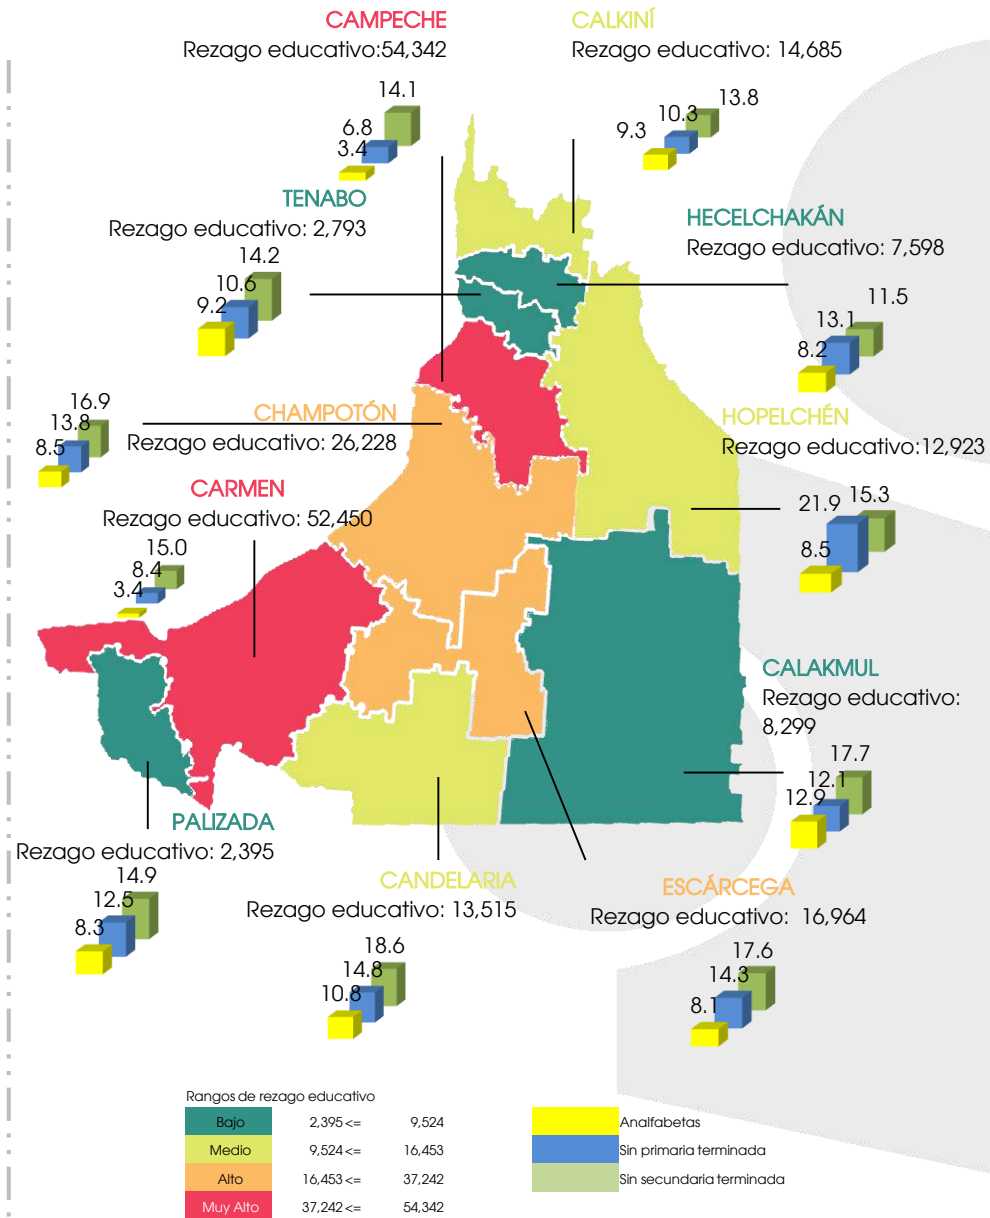 CAMPECHE
Rezago educativo:54,342
14.1
6.8
3.4
CALKINÍ
Rezago educativo: 14,685
13.8
10.3
9.3
TENABO
Rezago educativo: 2,793
14.2
10.6
9.2
HECELCHAKÁN
Rezago educativo: 7,598
11.5
13.1
8.2
CHAMPOTÓN
Rezago educativo: 26,228
16.9
13.8
8.5
HOPELCHÉN
Rezago educativo:12,923
21.9
15.3
8.5
CARMEN
Rezago educativo: 52,450
15.0
8.4
3.4
CALAKMUL
Rezago educativo:
8,299
17.7
12.1
12.9
PALIZADA
Rezago educativo: 2,395
14.9
12.5
8.3
CANDELARIA
Rezago educativo: 13,515
18.6
14.8
10.8
ESCÁRCEGA
Rezago educativo: 16,964
17.6
14.3
8.1
Rangos de rezago educativo
Bajo 2,395 <= 9,524
Medio 9,524 <= 16,453
Alto 16,453 <= 37,242
Muy Alto 37,242 <= 54,342
Analfabetas
Sin primaria terminada
Sin secundaria terminada